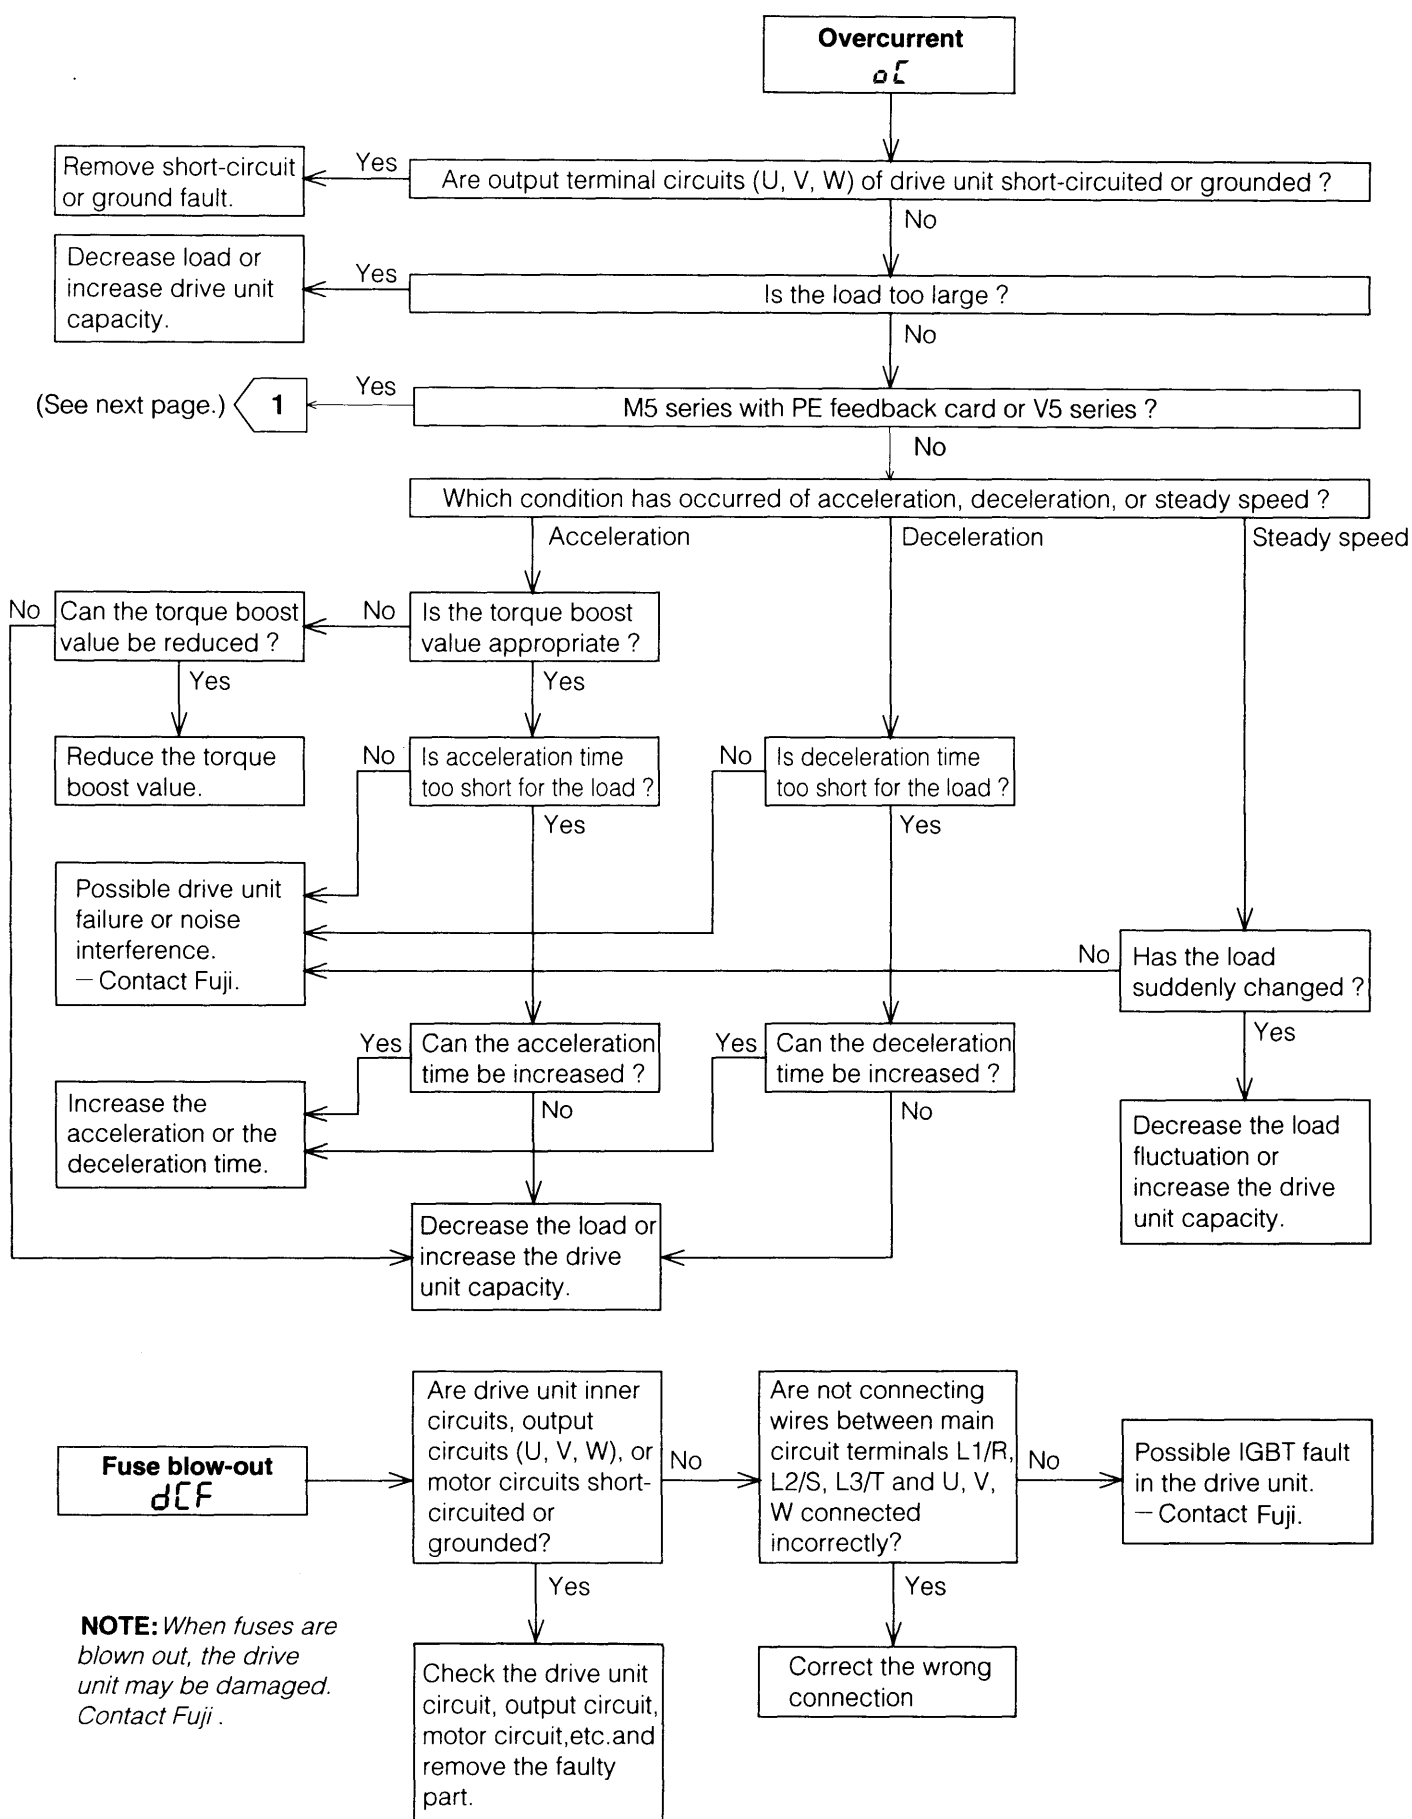 Overcurrent
oC
Remove short-circuit
or ground fault.
Yes
Are output terminal circuits (U, V, W) of drive unit short-circuited or grounded ?
No
Decrease load or
increase drive unit
capacity.
Yes
Is the load too large ?
No
(See next page.)
1
Yes
M5 series with PE feedback card or V5 series ?
No
Which condition has occurred of acceleration, deceleration, or steady speed ?
Acceleration
Deceleration
Steady speed
No
Can the torque boost
value be reduced ?
No
Is the torque boost
value appropriate ?
Yes
Yes
Reduce the torque
boost value.
No
Is acceleration time
too short for the load ?
No
Is deceleration time
too short for the load ?
Yes
Yes
Possible drive unit
failure or noise
interference.
— Contact Fuji.
No
Has the load
suddenly changed ?
Yes
Yes
Can the acceleration
time be increased ?
Yes
Can the deceleration
time be increased ?
No
No
Increase the
acceleration or the
deceleration time.
Decrease the load
fluctuation or
increase the drive
unit capacity.
Decrease the load or
increase the drive
unit capacity.
Fuse blow-out
dCF
Are drive unit inner
circuits, output
circuits (U, V, W), or
motor circuits short-
circuited or
grounded?
No
Are not connecting
wires between main
circuit terminals L1/R,
L2/S, L3/T and U, V,
W connected
incorrectly?
No
Possible IGBT fault
in the drive unit.
— Contact Fuji.
Yes
Yes
NOTE: When fuses are
blown out, the drive
unit may be damaged.
Contact Fuji .
Check the drive unit
circuit, output circuit,
motor circuit,etc.and
remove the faulty
part.
Correct the wrong
connection